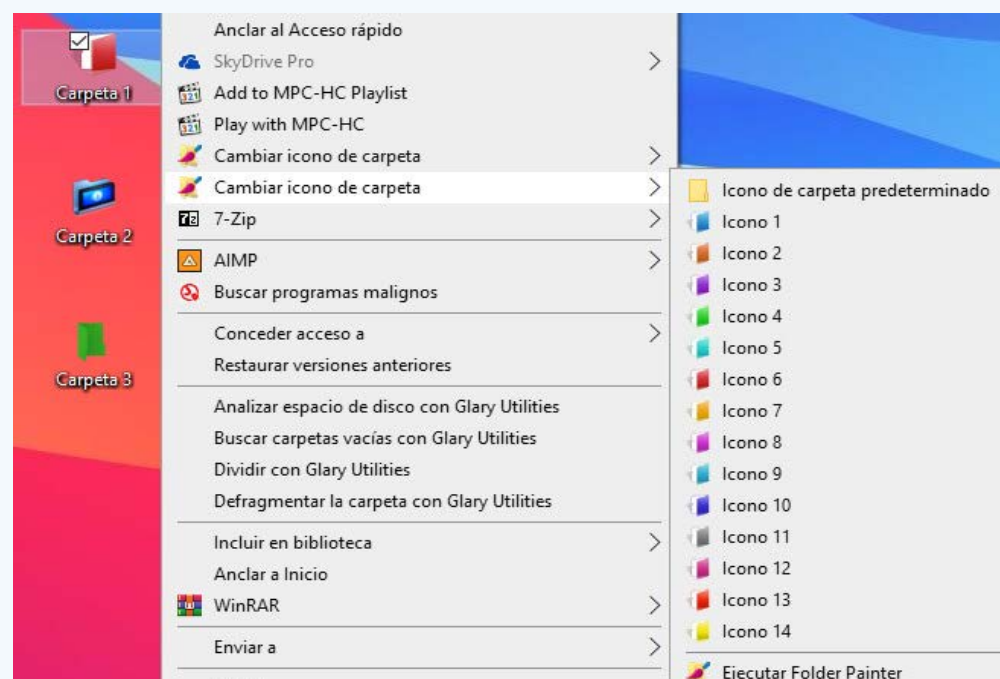 Carpeta 1
Carpeta 2
Carpeta 3
Anclar al Acceso rápido
SkyDrive Pro
Add to MPC-HC Playlist
Play with MPC-HC
Cambiar icono de carpeta
Cambiar icono de carpeta
7-Zip
AIMP
Buscar programas malignos
Conceder acceso a
Restaurar versiones anteriores
Analizar espacio de disco con Glary Utilities
Buscar carpetas vacías con Glary Utilities
Dividir con Glary Utilities
Defragmentar la carpeta con Glary Utilities
Incluir en biblioteca
Anclar a Inicio
WinRAR
Enviar a
Icono de carpeta predeterminado
Icono 1
Icono 2
Icono 3
Icono 4
Icono 5
Icono 6
Icono 7
Icono 8
Icono 9
Icono 10
Icono 11
Icono 12
Icono 13
Icono 14
Ejecutar Folder Painter